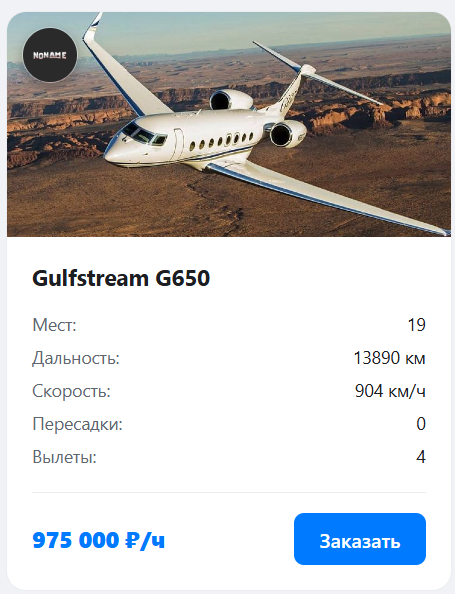 NONAME
Gulfstream G650
Мест: 19
Дальность: 13890 км
Скорость: 904 км/ч
Пересадки: 0
Вылеты: 4
975 000 ₽/ч Заказать